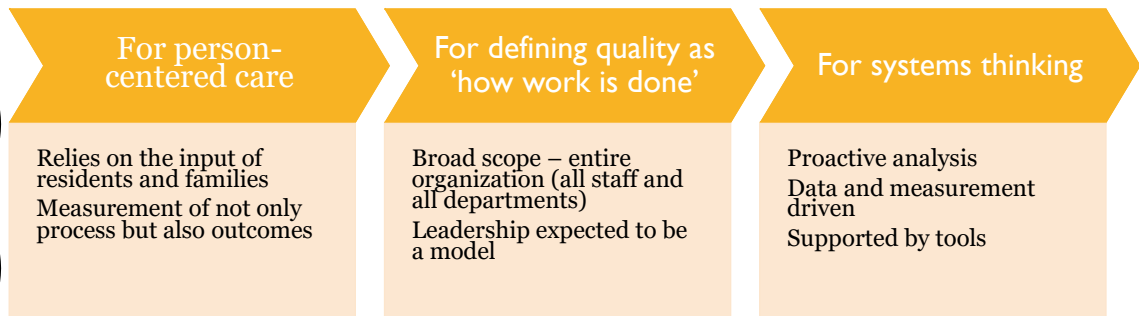 For person-
centered care
Relies on the input of
residents and families
Measurement of not only
process but also outcomes
For defining quality as
‘how work is done’
Broad scope – entire
organization (all staff and
all departments)
Leadership expected to be
a model
For systems thinking
Proactive analysis
Data and measurement
driven
Supported by tools